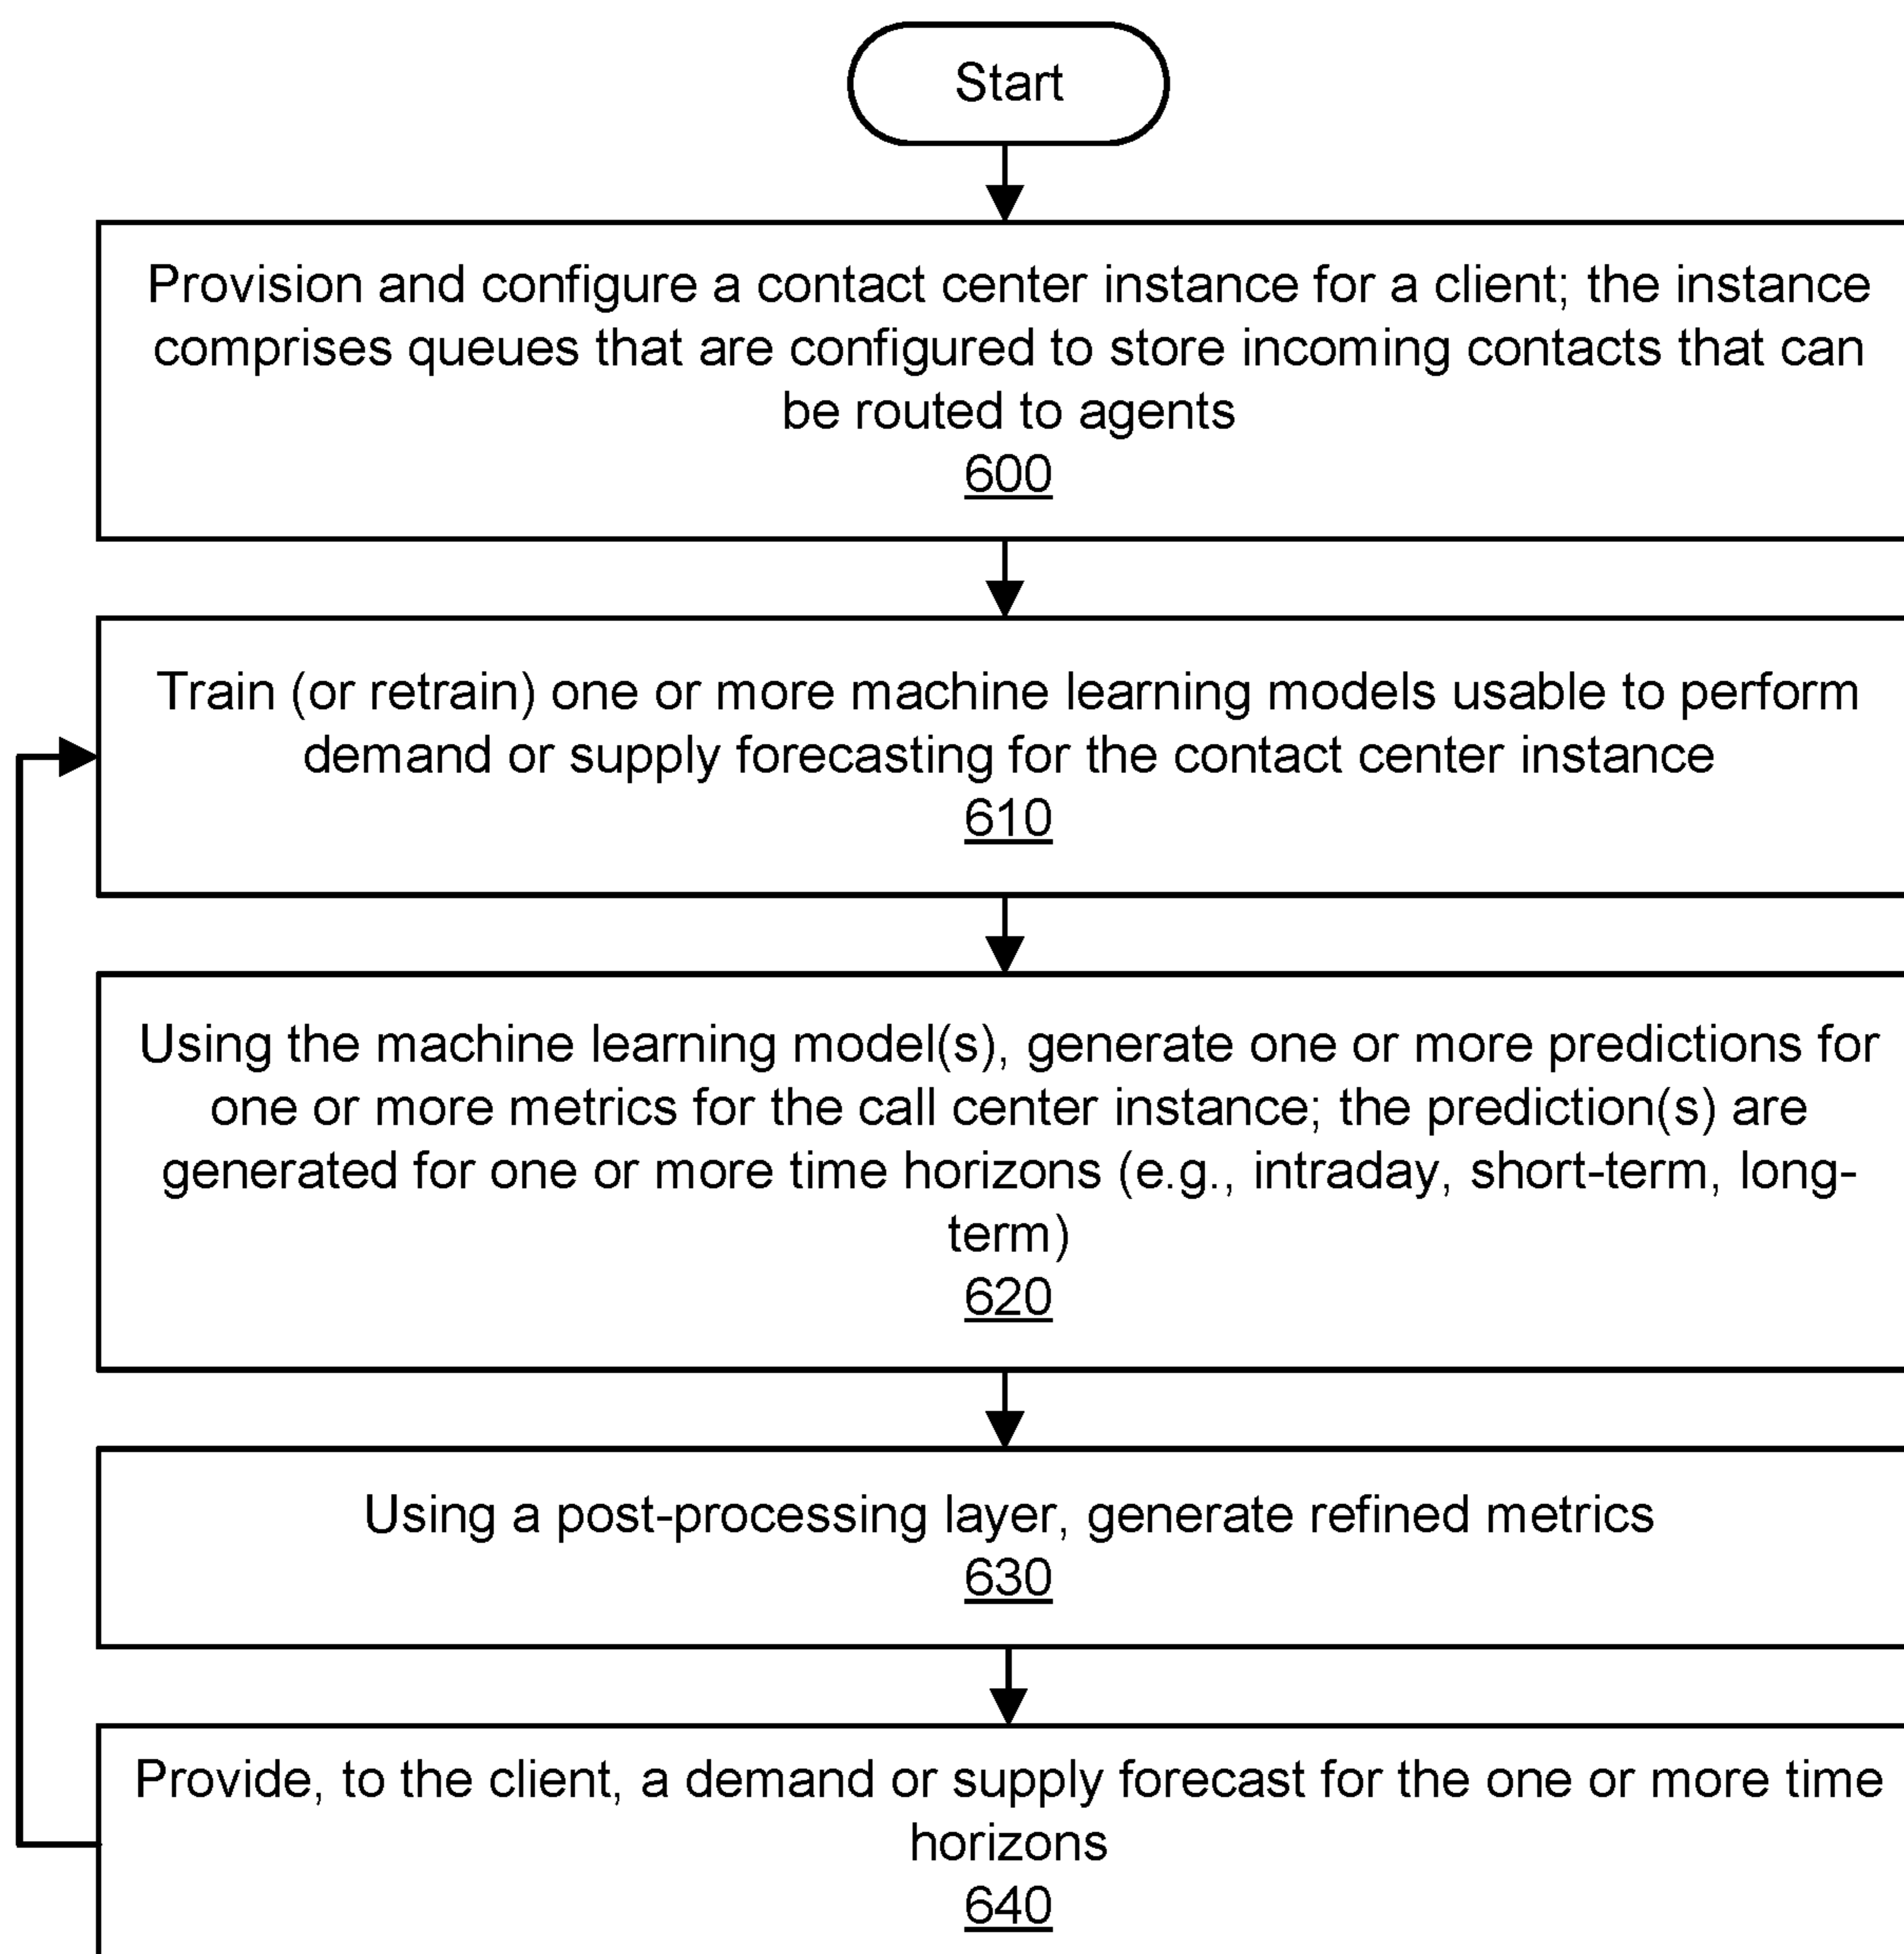 Start
Provision and configure a contact center instance for a client; the instance
comprises queues that are configured to store incoming contacts that can
be routed to agents
600
Train (or retrain) one or more machine learning models usable to perform
demand or supply forecasting for the contact center instance
610
Using the machine learning model(s), generate one or more predictions for
one or more metrics for the call center instance; the prediction(s) are
generated for one or more time horizons (e.g., intraday, short-term, long-
term)
620
Using a post-processing layer, generate refined metrics
630
Provide, to the client, a demand or supply forecast for the one or more time
horizons
640